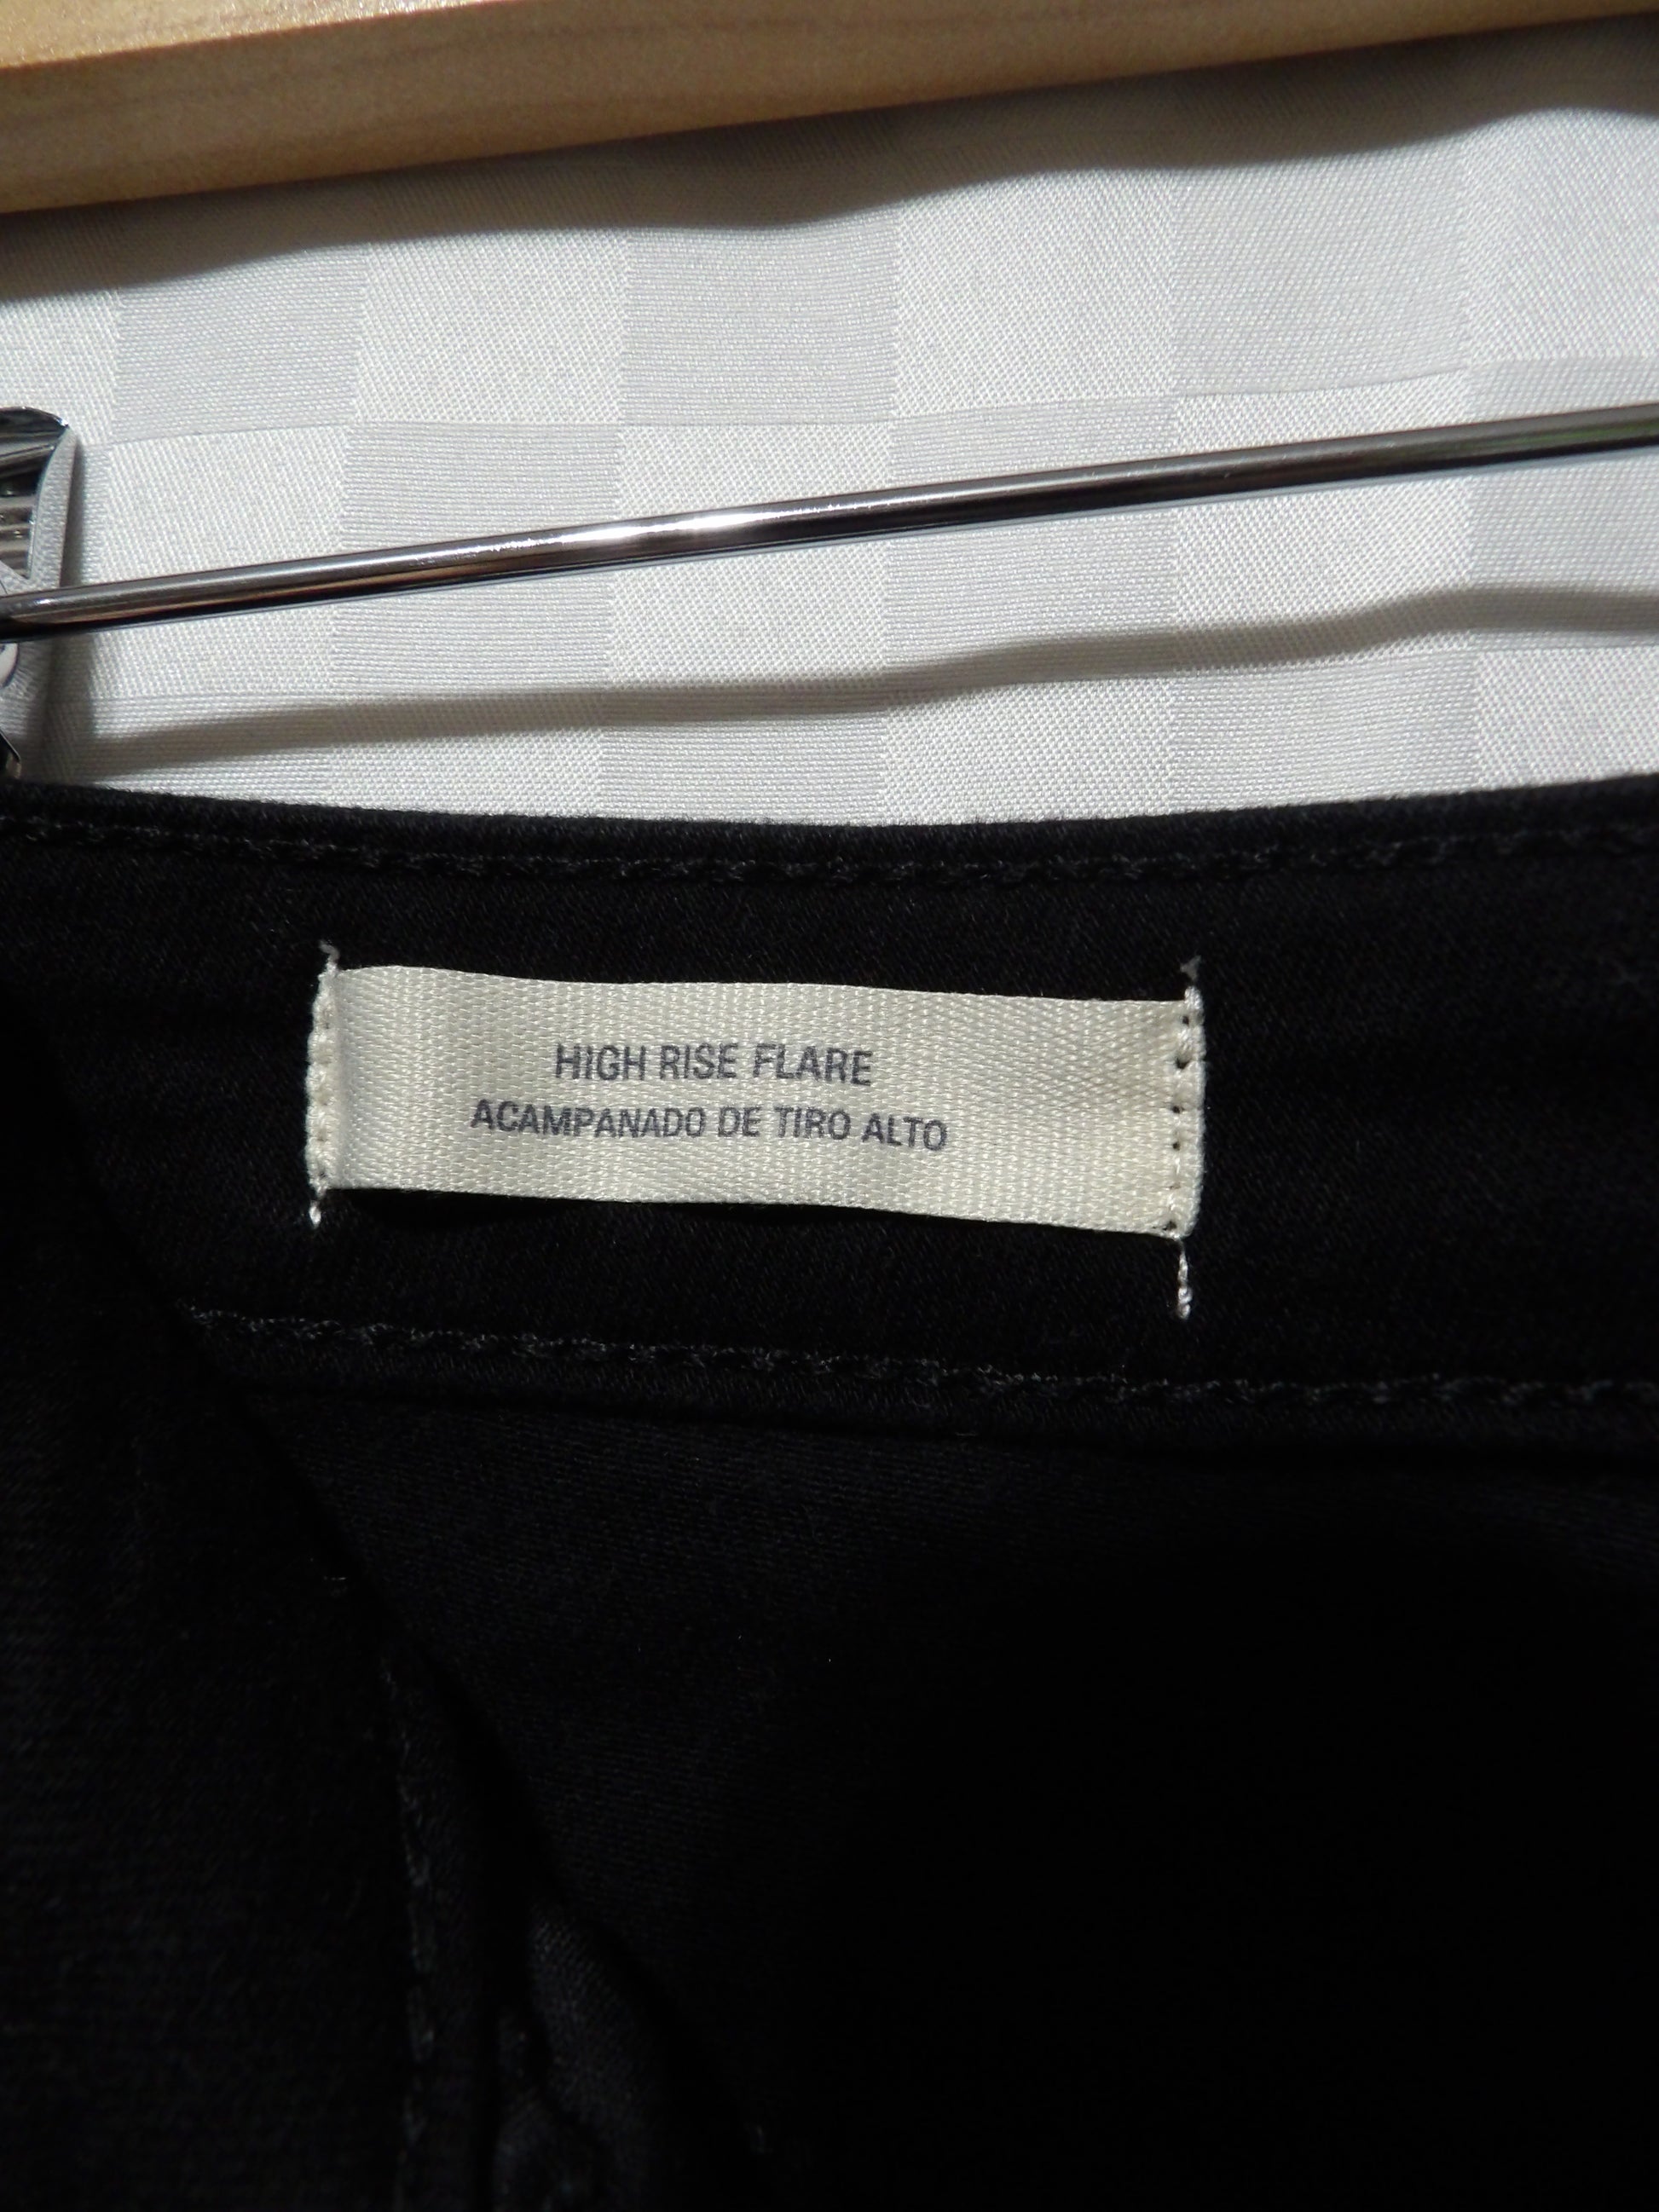 HIGH RISE FLARE
ACAMPANADO DE TIRO ALTO